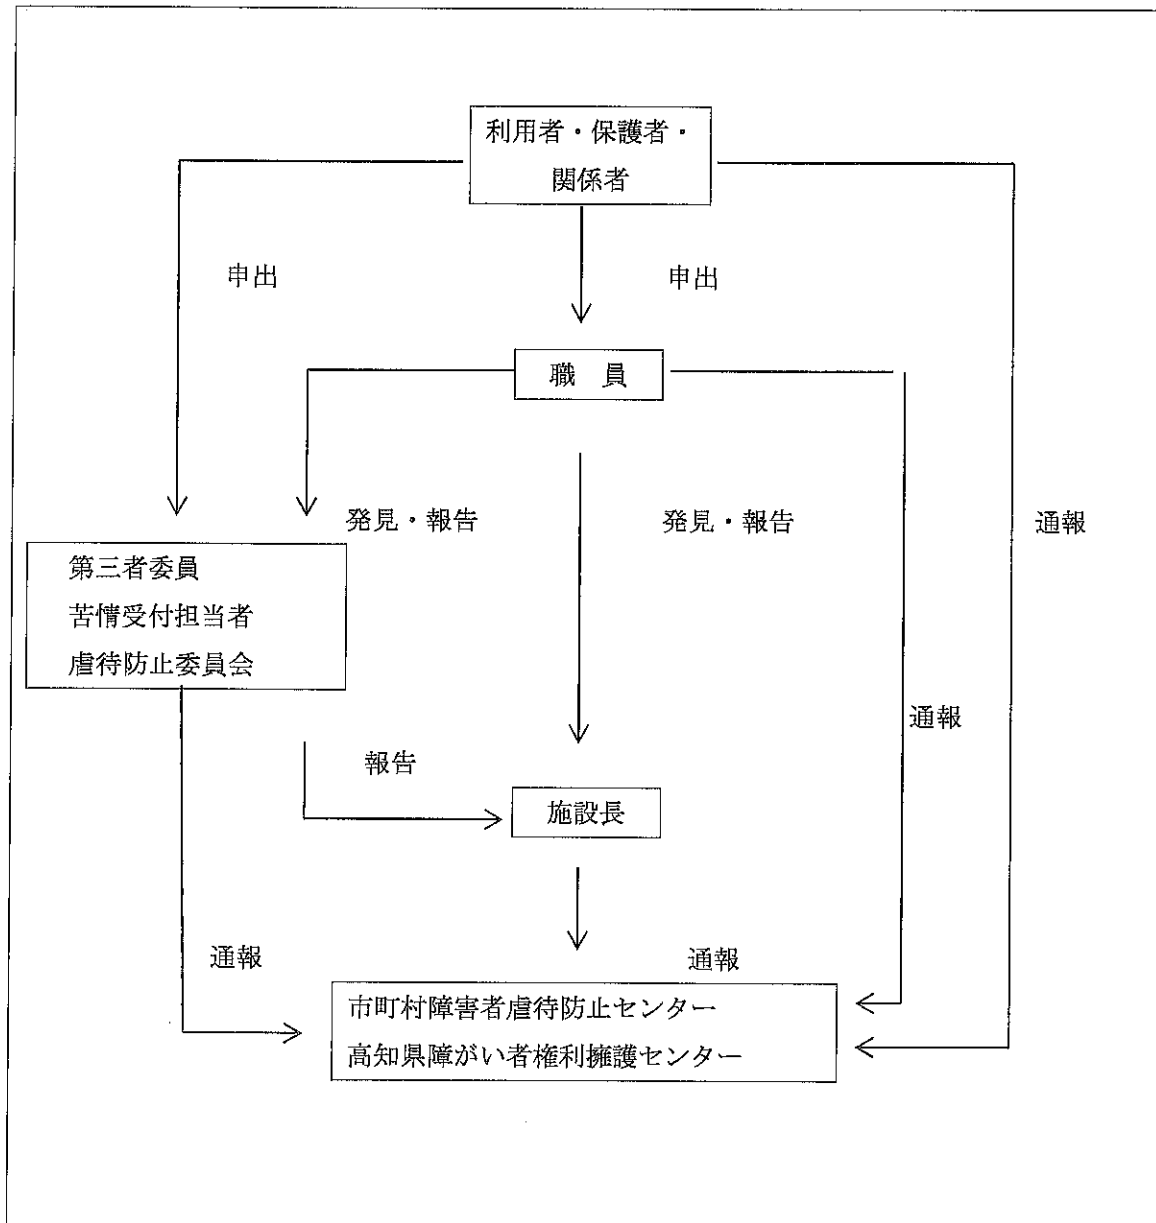 利用者・保護者・
関係者
申出
申出
職　員
発見・報告
発見・報告
通報
第三者委員
苦情受付担当者
虐待防止委員会
通報
報告
施設長
通報
通報
市町村障害者虐待防止センター
高知県障がい者権利擁護センター